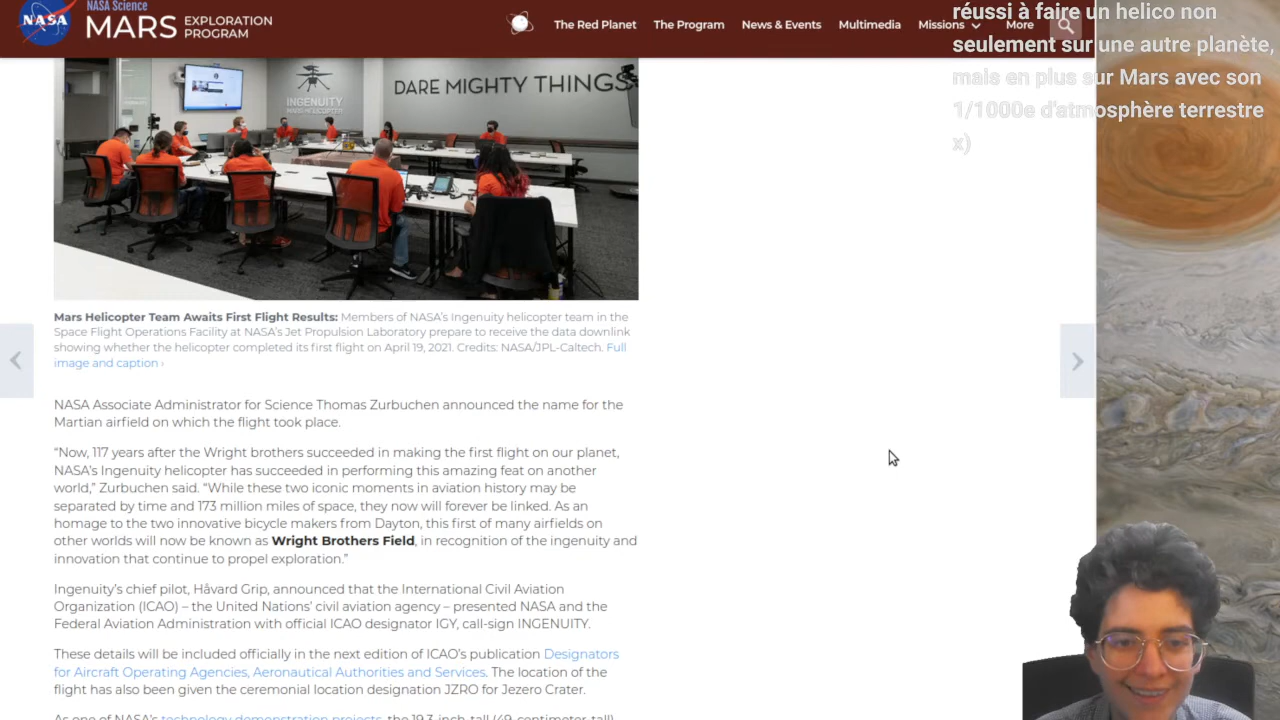 NASA
NASA Science
MARS EXPLORATION PROGRAM
The Red Planet
The Program
News & Events
Multimedia
Missions
More
réussi à faire un helico non
seulement sur une autre planète,
mais en plus sur Mars avec son
1/1000e d'atmosphère terrestre
x)
INGENUITY
MARS HELICOPTER
DARE MIGHTY THINGS
Mars Helicopter Team Awaits First Flight Results: Members of NASA's Ingenuity helicopter team in the
Space Flight Operations Facility at NASA's Jet Propulsion Laboratory prepare to receive the data downlink
showing whether the helicopter completed its first flight on April 19, 2021. Credits: NASA/JPL-Caltech. Full
image and caption ›
NASA Associate Administrator for Science Thomas Zurbuchen announced the name for the
Martian airfield on which the flight took place.
“Now, 117 years after the Wright brothers succeeded in making the first flight on our planet,
NASA's Ingenuity helicopter has succeeded in performing this amazing feat on another
world,” Zurbuchen said. “While these two iconic moments in aviation history may be
separated by time and 173 million miles of space, they now will forever be linked. As an
homage to the two innovative bicycle makers from Dayton, this first of many airfields on
other worlds will now be known as Wright Brothers Field, in recognition of the ingenuity and
innovation that continue to propel exploration.”
Ingenuity's chief pilot, Håvard Grip, announced that the International Civil Aviation
Organization (ICAO) – the United Nations' civil aviation agency – presented NASA and the
Federal Aviation Administration with official ICAO designator IGY, call-sign INGENUITY.
These details will be included officially in the next edition of ICAO's publication Designators
for Aircraft Operating Agencies, Aeronautical Authorities and Services. The location of the
flight has also been given the ceremonial location designation JZRO for Jezero Crater.
As one of NASA's technology demonstration projects, the 19.3-inch-tall (49-centimeter-tall)